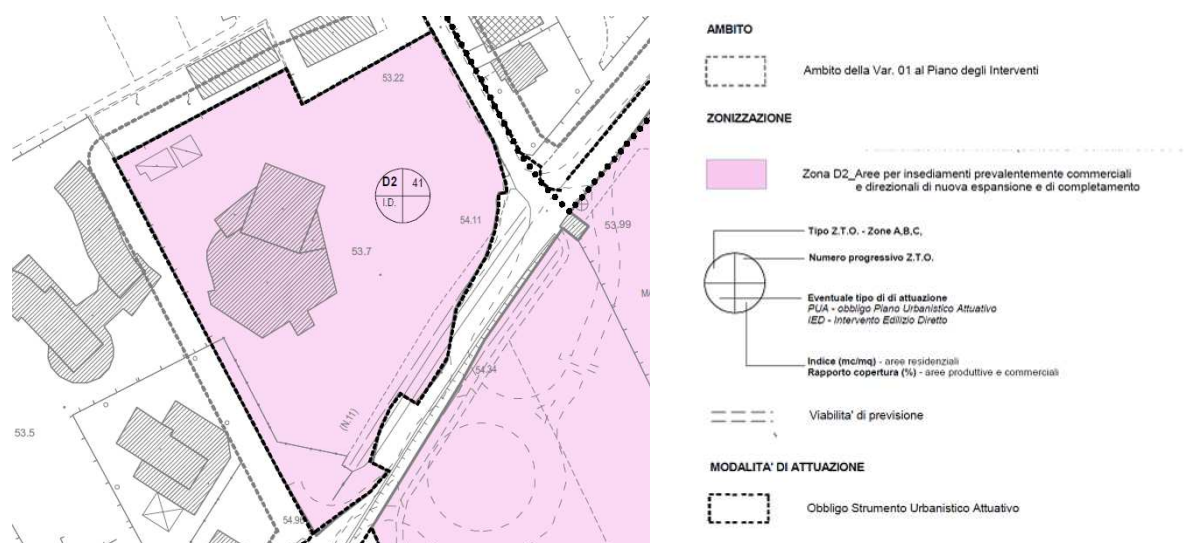 53.22
D2 41
I.D.
54.11
53.7
53.99
(N.11)
54.34
53.5
54.96
AMBITO
Ambito della Var. 01 al Piano degli Interventi
ZONIZZAZIONE
Zona D2_Aree per insediamenti prevalentemente commerciali
e direzionali di nuova espansione e di completamento
Tipo Z.T.O. - Zone A,B,C,
Numero progressivo Z.T.O.
Eventuale tipo di di attuazione
PUA - obbligo Piano Urbanistico Attuativo
IED - Intervento Edilizio Diretto
Indice (mc/mq) - aree residenziali
Rapporto copertura (%) - aree produttive e commerciali
Viabilita' di previsione
MODALITA' DI ATTUAZIONE
Obbligo Strumento Urbanistico Attuativo